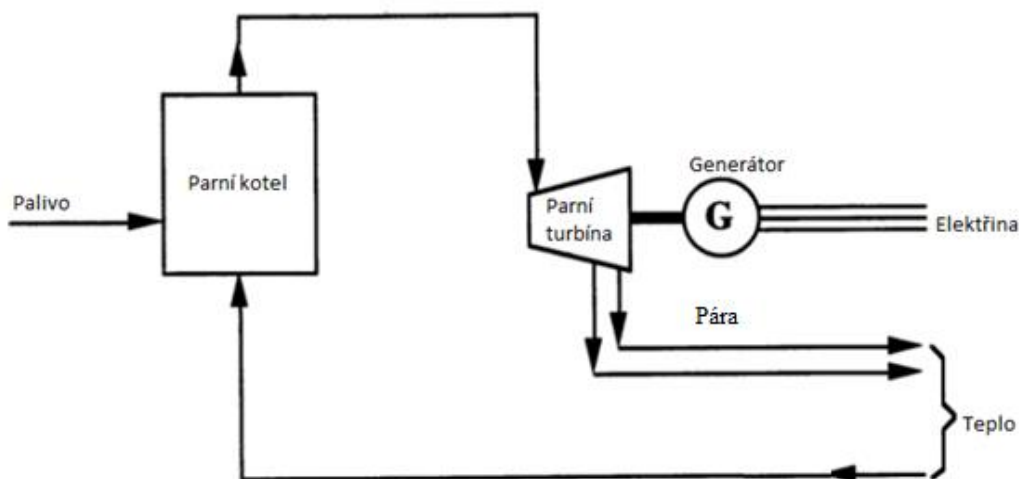 Palivo
Parní kotel
Parní
turbína
Generátor
G
Elektřina
Pára
Teplo